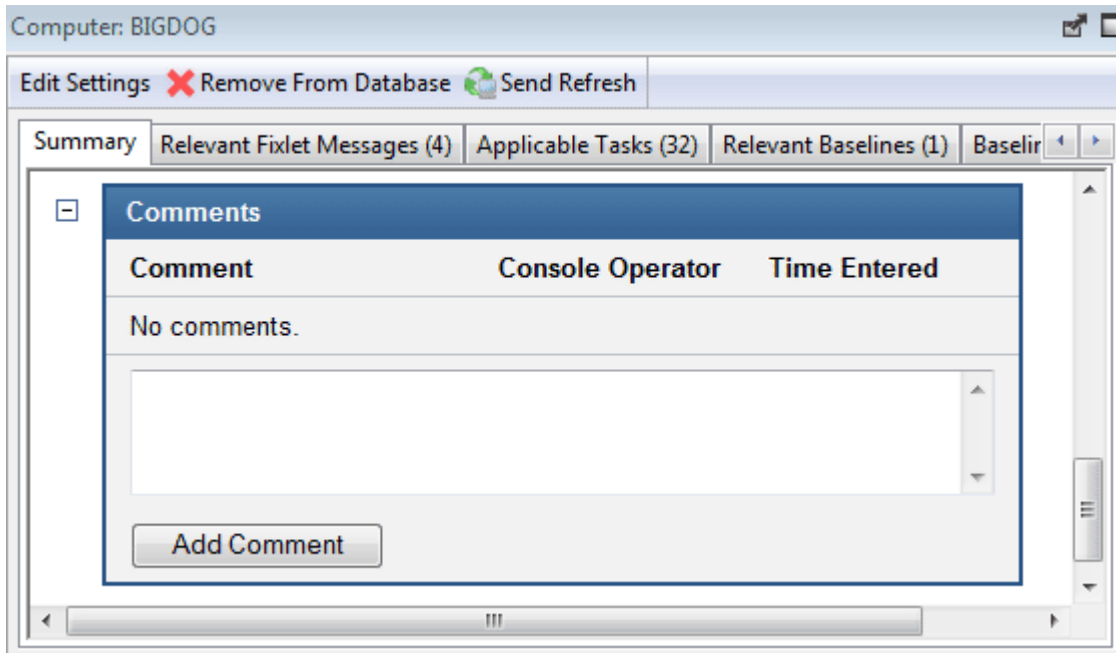 Computer: BIGDOG
Edit Settings Remove From Database Send Refresh
Summary Relevant Fixlet Messages (4) Applicable Tasks (32) Relevant Baselines (1) Baselin
Comments
Comment Console Operator Time Entered
No comments.
Add Comment